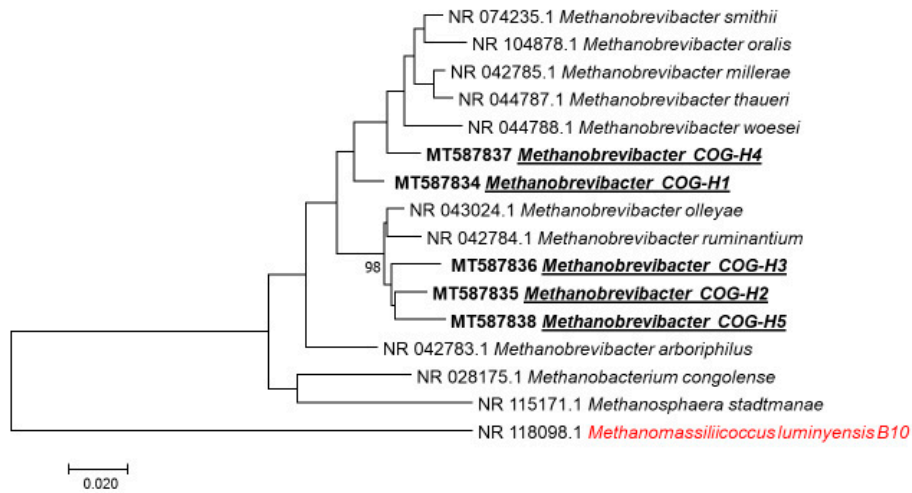 NR 074235.1 Methanobrevibacter smithii
NR 104878.1 Methanobrevibacter oralis
NR 042785.1 Methanobrevibacter millerae
NR 044787.1 Methanobrevibacter thaueri
NR 044788.1 Methanobrevibacter woesei
MT587837 Methanobrevibacter COG-H4
MT587834 Methanobrevibacter COG-H1
NR 043024.1 Methanobrevibacter olleyae
NR 042784.1 Methanobrevibacter ruminantium
98
MT587836 Methanobrevibacter COG-H3
MT587835 Methanobrevibacter COG-H2
MT587838 Methanobrevibacter COG-H5
NR 042783.1 Methanobrevibacter arboriphilus
NR 028175.1 Methanobacterium congolense
NR 115171.1 Methanosphaera stadtmanae
NR 118098.1 Methanomassiliicoccus luminyensis B10
0.020